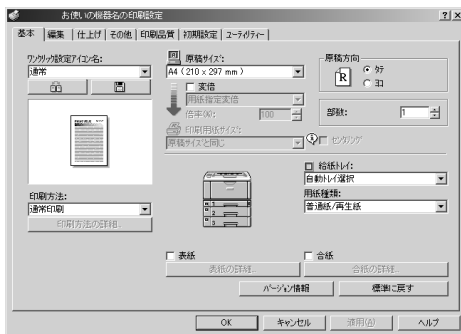 お使いの機器名の印刷設定
基本 編集 仕上げ その他 印刷品質 初期設定 ユーティリティー
ワンクリック設定アイコン名:
通常
印刷方法:
通常印刷
印刷方法の詳細...
原稿サイズ:
A4 (210 x 297 mm)
変倍
用紙指定変倍
倍率(%):
100
印刷用紙サイズ:
原稿サイズと同じ
原稿方向
R
タテ
ヨコ
部数:
1
センタリング
給紙トレイ:
自動トレイ選択
用紙種類:
普通紙/再生紙
1
2
3
表紙
表紙の詳細...
合紙
合紙の詳細...
バージョン情報
標準に戻す
OK
キャンセル
適用(A)
ヘルプ